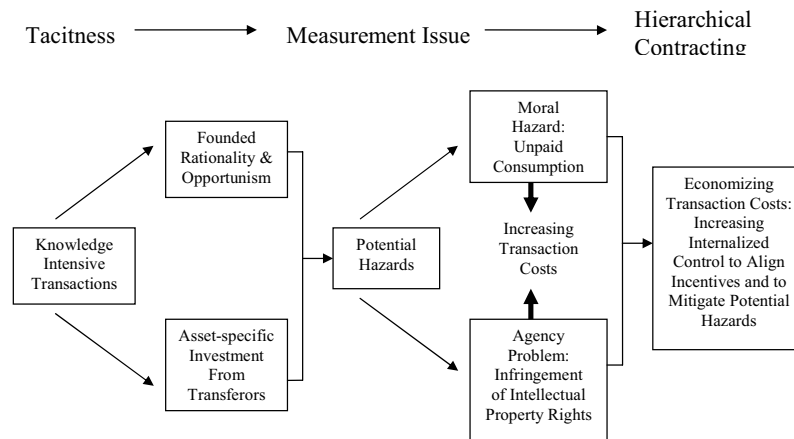 Tacitness
Measurement Issue
Hierarchical
Contracting
Founded
Rationality &
Opportunism
Knowledge
Intensive
Transactions
Asset-specific
Investment
From
Transferors
Potential
Hazards
Moral
Hazard:
Unpaid
Consumption
Increasing
Transaction
Costs
Agency
Problem:
Infringement
of Intellectual
Property Rights
Economizing
Transaction Costs:
Increasing
Internalized
Control to Align
Incentives and to
Mitigate Potential
Hazards